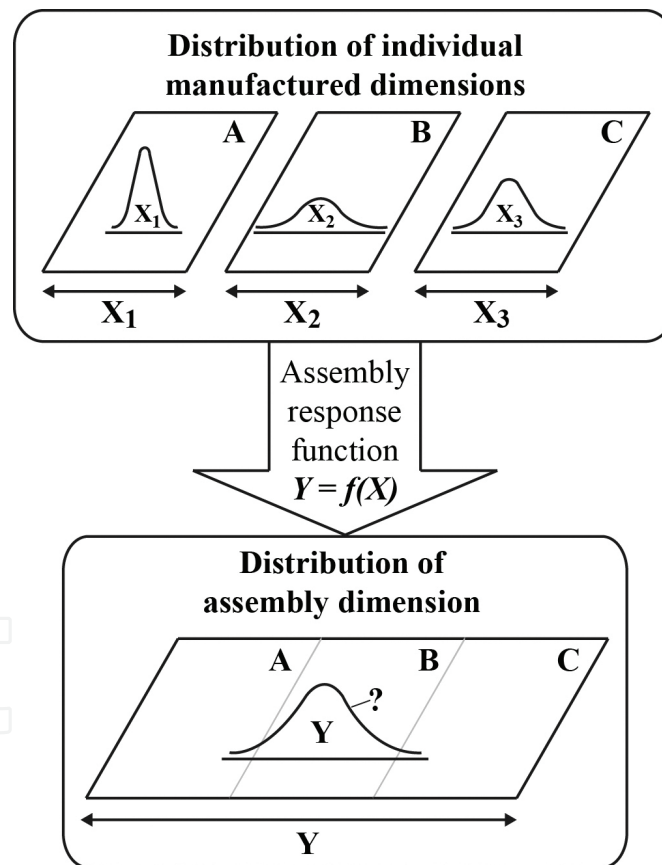 Distribution of individual
manufactured dimensions
A
B
C
X1
X2
X3
X1
X2
X3
Assembly
response
function
Y = f(X)
Distribution of
assembly dimension
A
B
C
?
Y
Y